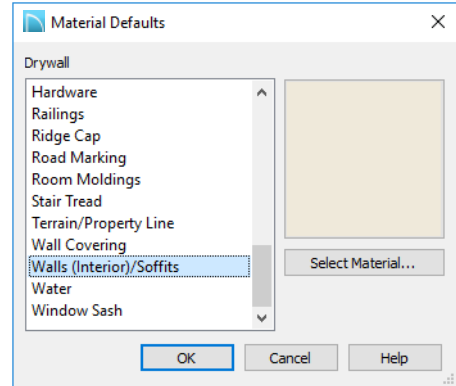 Material Defaults
Drywall
Hardware
Railings
Ridge Cap
Road Marking
Room Moldings
Stair Tread
Terrain/Property Line
Wall Covering
Walls (Interior)/Soffits
Water
Window Sash
Select Material...
OK
Cancel
Help